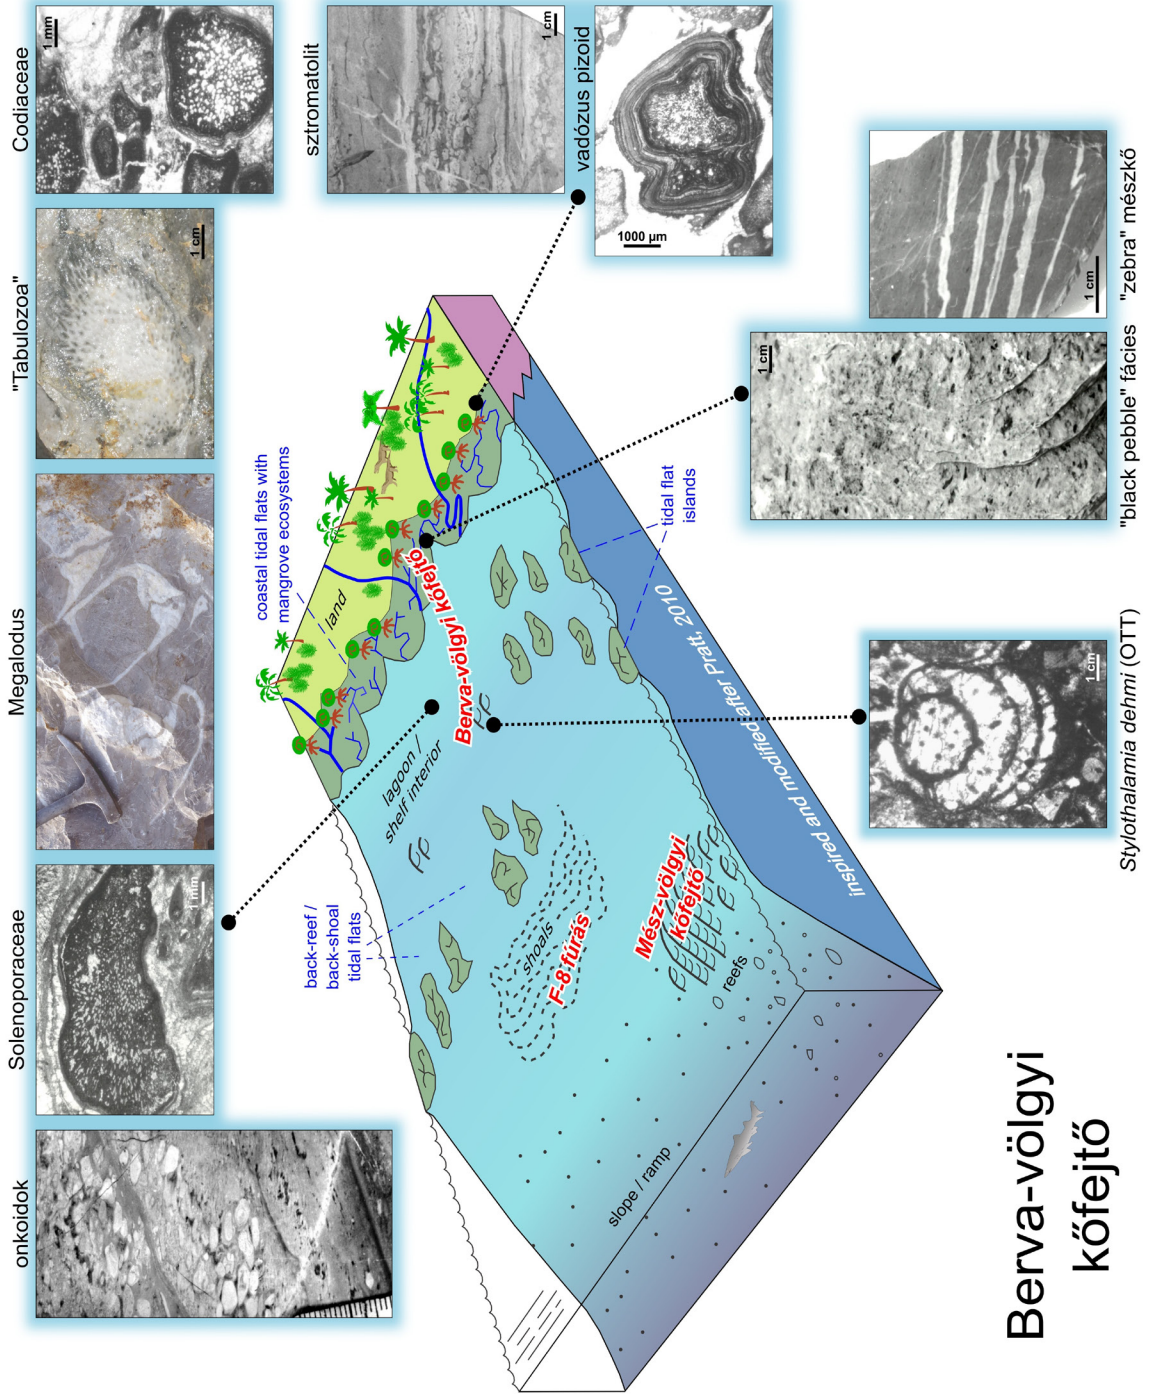 onkoidok
Solenoporaceae
1 mm
Megalodus
"Tabulozoa"
1 cm
Codiaceae
1 mm
sztromatolit
1 cm
vadózus pizoid
1000 µm
coastal tidal flats with
mangrove ecosystems
land
back-reef /
back-shoal
tidal flats
lagoon /
shelf interior
Berva-völgyi kőfejtő
shoals
F-8 fúrás
Mész-völgyi
kőfejtő
reefs
tidal flat
islands
slope / ramp
inspired and modified after Pratt, 2010
Stylothalamia dehmi (OTT)
1 cm
"black pebble" fácies
1 cm
"zebra" mészkő
1 cm
Berva-völgyi
kőfejtő